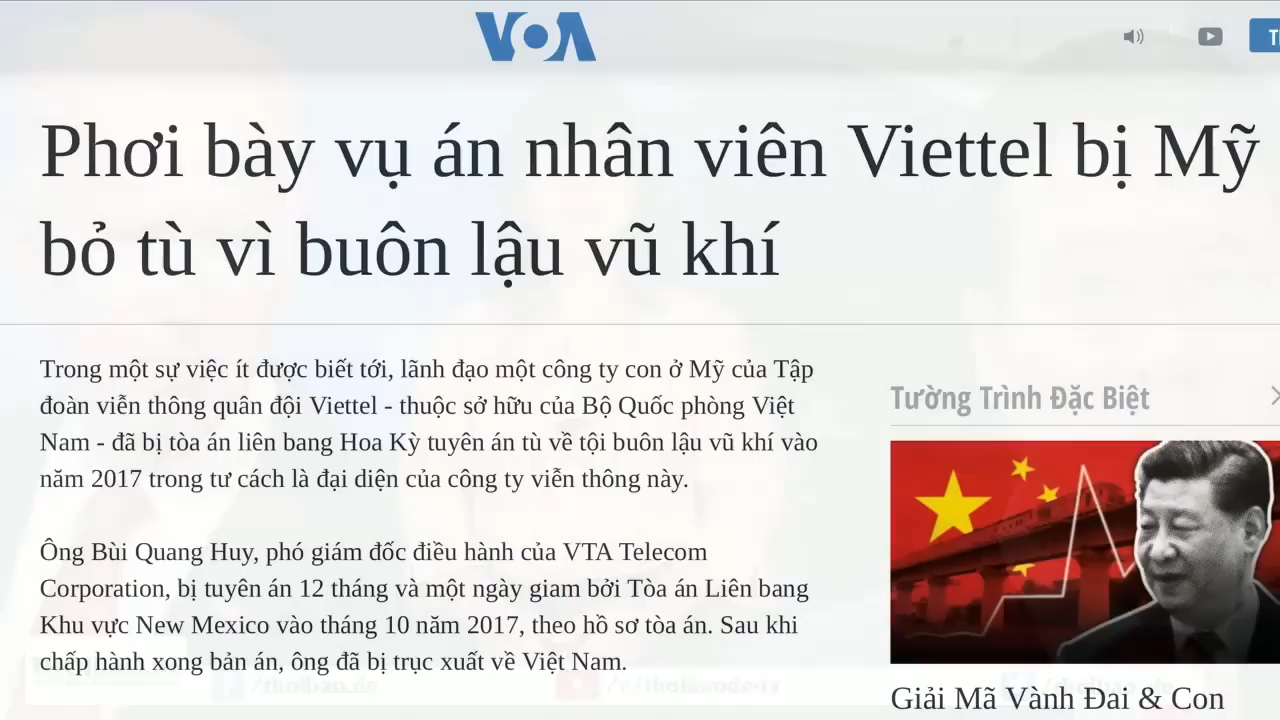 VOA
Phơi bày vụ án nhân viên Viettel bị Mỹ
bỏ tù vì buôn lậu vũ khí
Trong một sự việc ít được biết tới, lãnh đạo một công ty con ở Mỹ của Tập
đoàn viễn thông quân đội Viettel - thuộc sở hữu của Bộ Quốc phòng Việt
Nam - đã bị tòa án liên bang Hoa Kỳ tuyên án tù về tội buôn lậu vũ khí vào
năm 2017 trong tư cách là đại diện của công ty viễn thông này.
Ông Bùi Quang Huy, phó giám đốc điều hành của VTA Telecom
Corporation, bị tuyên án 12 tháng và một ngày giam bởi Tòa án Liên bang
Khu vực New Mexico vào tháng 10 năm 2017, theo hồ sơ tòa án. Sau khi
chấp hành xong bản án, ông đã bị trục xuất về Việt Nam.
Tường Trình Đặc Biệt
Giải Mã Vành Đai & Con
/thoibao.de